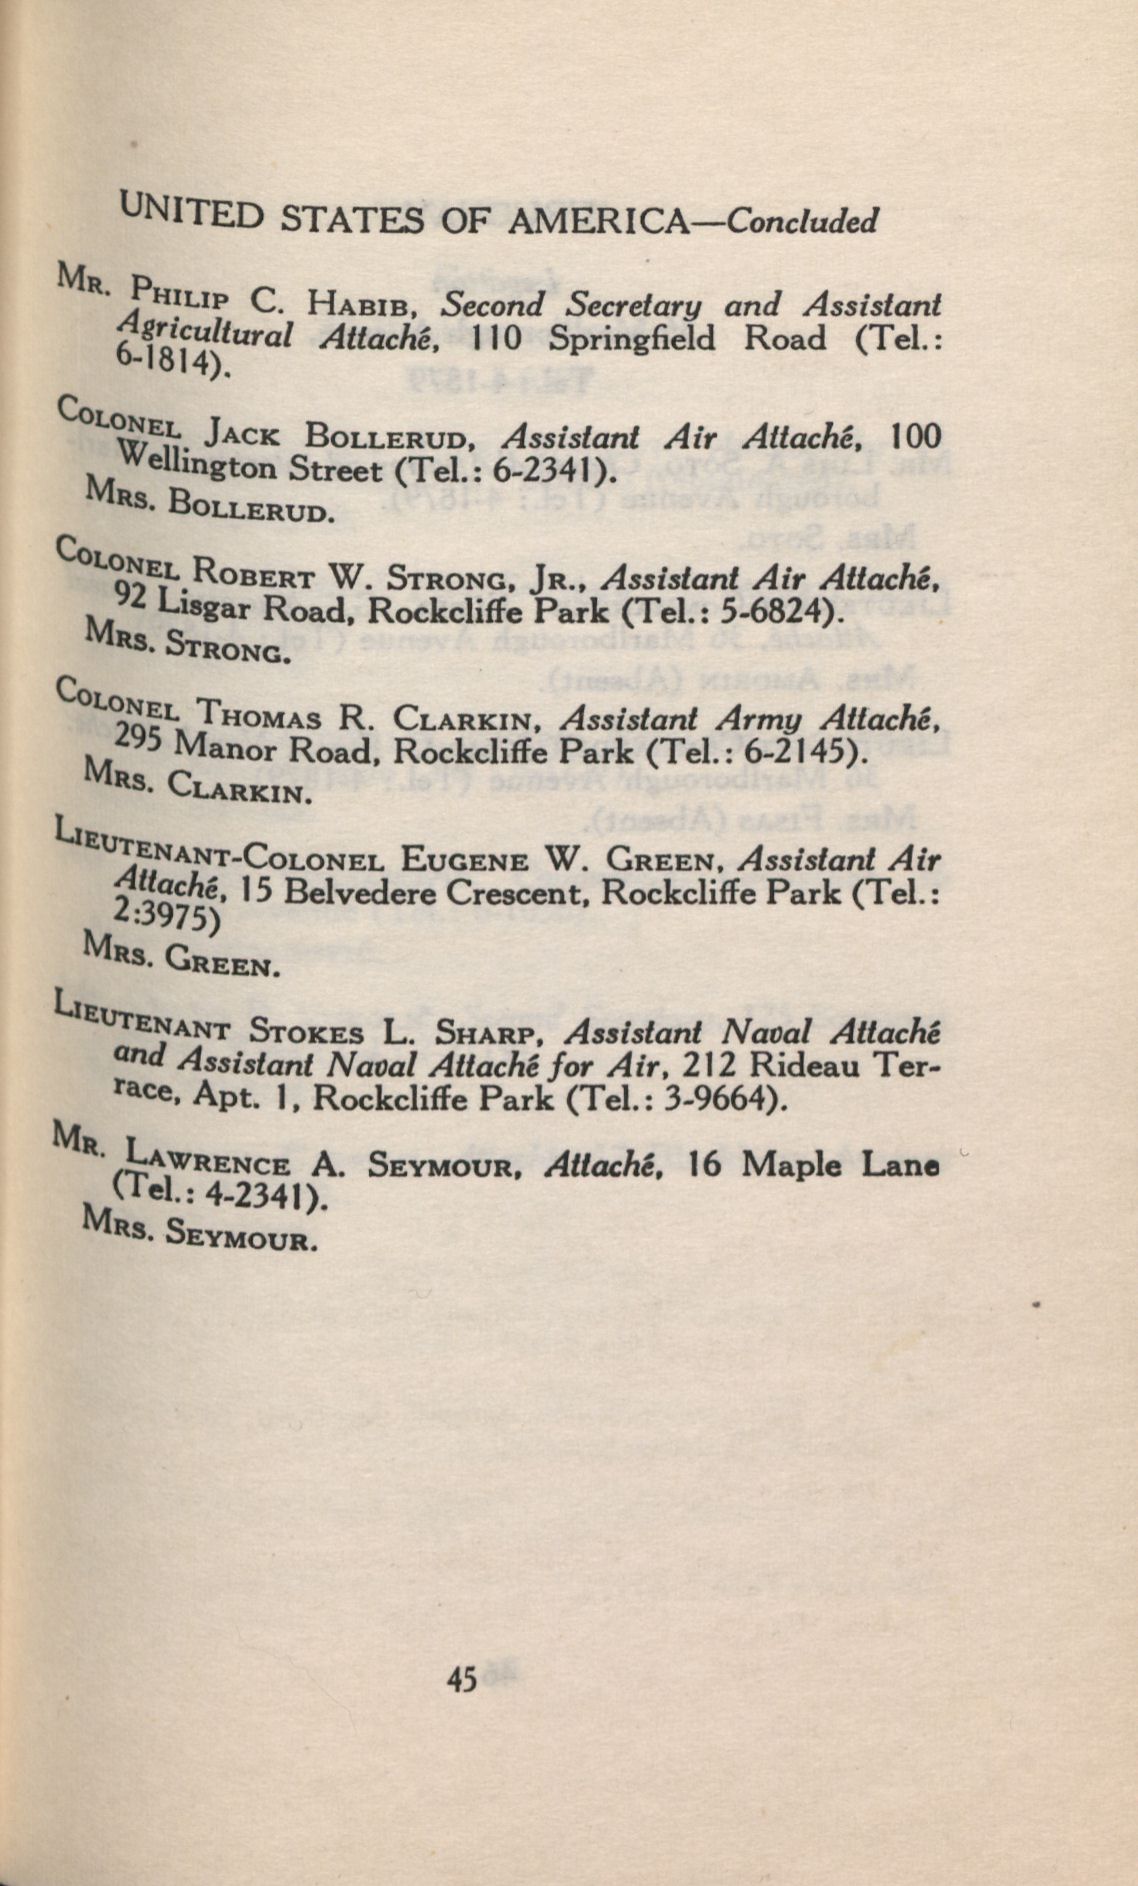 UNITED STATES OF AMERICA—Concluded
MR. PHILIP C. HABIB, Second Secretary and Assistant
Agricultural Attaché, 110 Springfield Road (Tel.:
6-1814).
COLONEL JACK BOLLERUD, Assistant Air Attaché, 100
Wellington Street (Tel.: 6-2341).
MRS. BOLLERUD.
COLONEL ROBERT W. STRONG, JR., Assistant Air Attaché,
92 Lisgar Road, Rockcliffe Park (Tel.: 5-6824).
MRS. STRONG.
COLONEL THOMAS R. CLARKIN, Assistant Army Attaché,
295 Manor Road, Rockcliffe Park (Tel.: 6-2145).
MRS. CLARKIN.
LIEUTENANT-COLONEL EUGENE W. GREEN, Assistant Air
Attaché, 15 Belvedere Crescent, Rockcliffe Park (Tel.:
2:3975)
MRS. GREEN.
LIEUTENANT STOKES L. SHARP, Assistant Naval Attaché
and Assistant Naval Attaché for Air, 212 Rideau Ter-
race, Apt. 1, Rockcliffe Park (Tel.: 3-9664).
MR. LAWRENCE A. SEYMOUR, Attaché, 16 Maple Lane
(Tel.: 4-2341).
MRS. SEYMOUR.
45